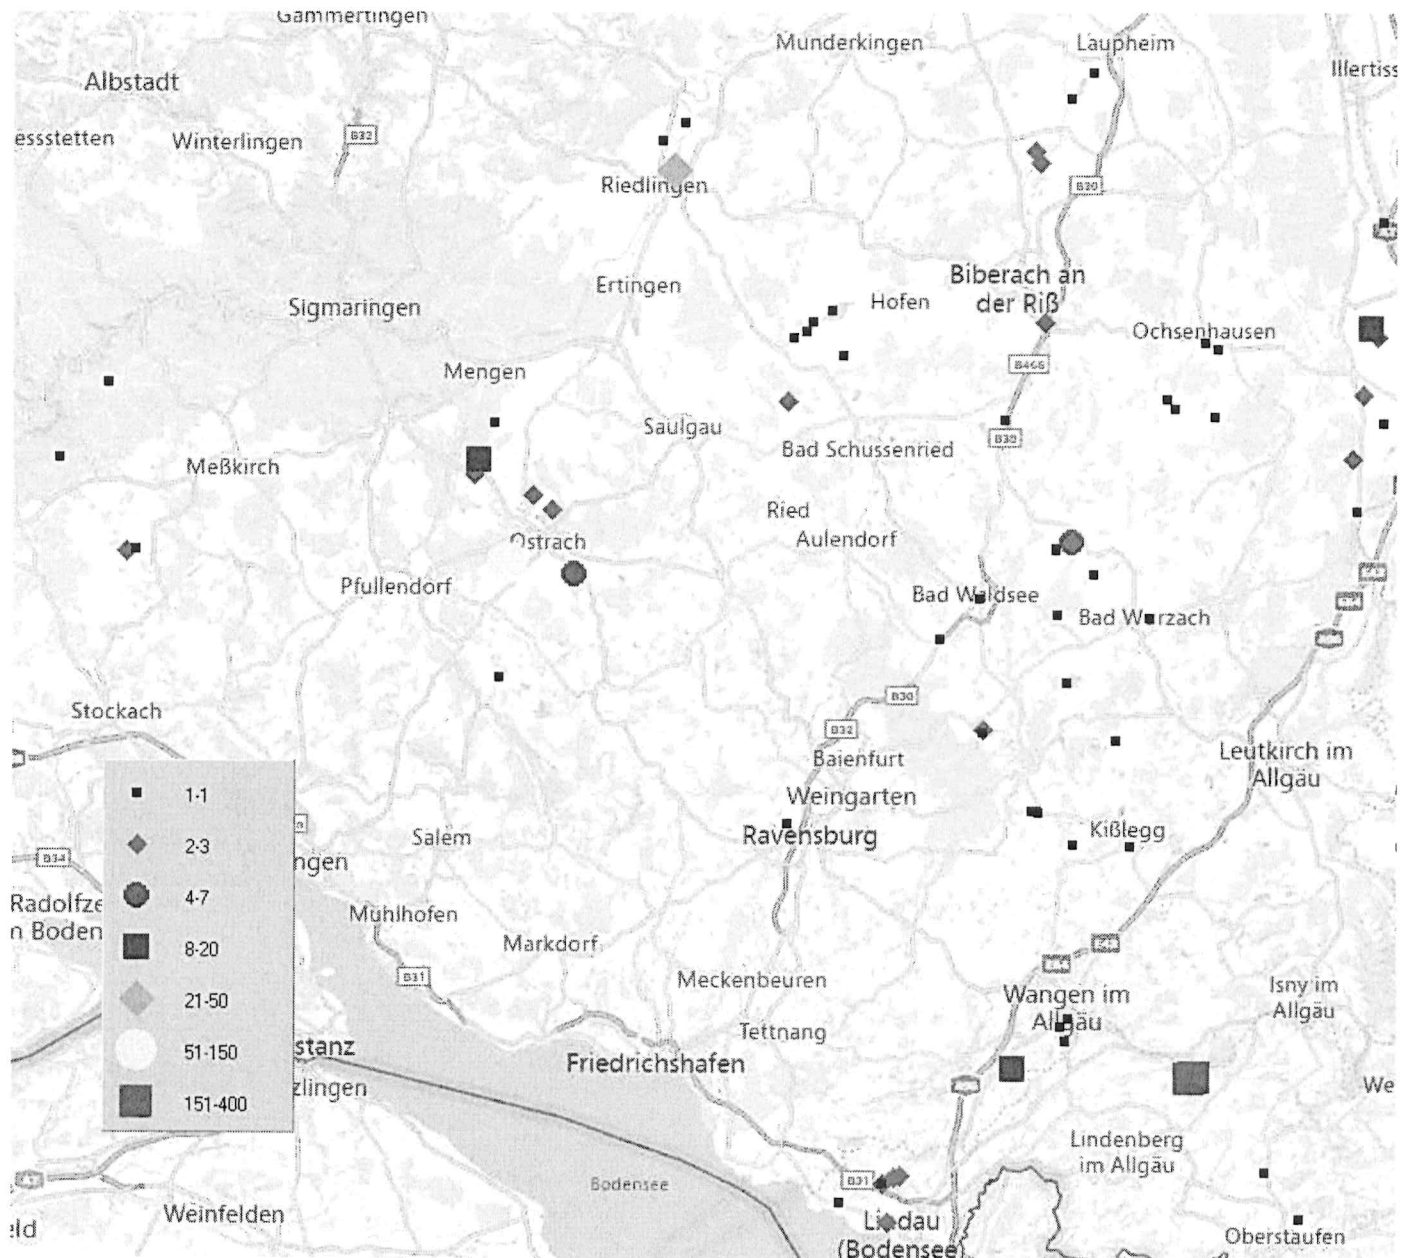 Gammertingen
Munderkingen
Laupheim
Albstadt
Illertiss
essstetten
Winterlingen
B32
Riedlingen
B30
Ertingen
Biberach an
der Riß
Hofen
Sigmaringen
Ochsenhausen
B465
Mengen
Saulgau
B30
Bad Schussenried
Meßkirch
Ried
Aulendorf
Ostrach
Pfullendorf
Bad Waldsee
Bad Wurzach
B30
Stockach
B32
Baienfurt
Leutkirch im
Allgäu
Weingarten
Ravensburg
Kißlegg
Salem
B34
ngen
Radolfze
m Boden
Muhlhofen
Markdorf
B31
Meckenbeuren
Wangen im
Allgäu
Isny im
Allgäu
Tettnang
stanz
Friedrichshafen
zlingen
We
1-1
2-3
4-7
8-20
21-50
51-150
151-400
Lindenberg
im Allgäu
B31
Bodensee
Weinfelden
eld
Lindau
(Bodensee)
Oberstaufen